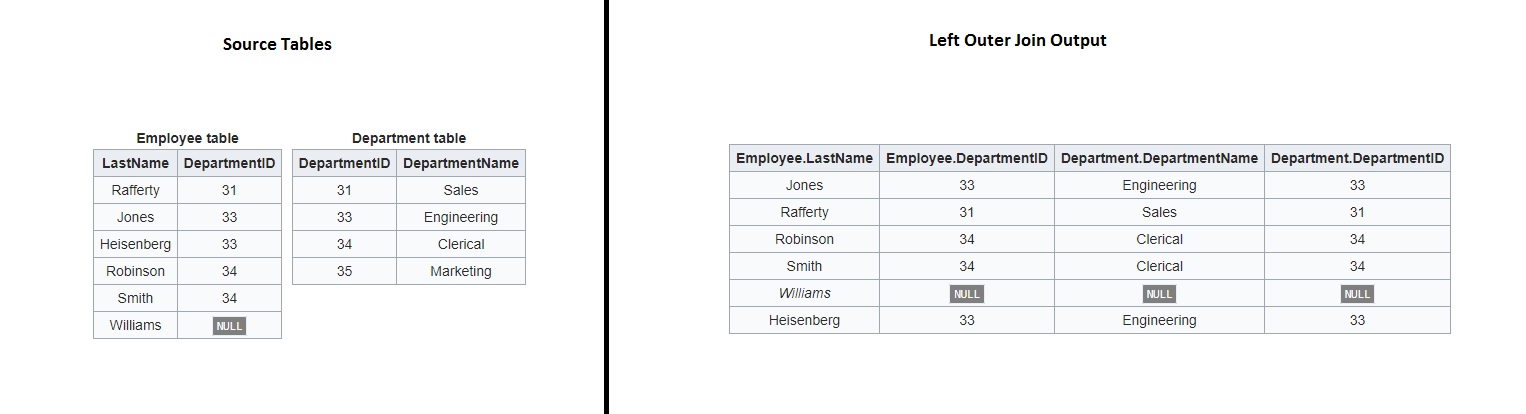 Source Tables
Employee table
LastName DepartmentID
Rafferty 31
Jones 33
Heisenberg 33
Robinson 34
Smith 34
Williams NULL
Department table
DepartmentID DepartmentName
31 Sales
33 Engineering
34 Clerical
35 Marketing
Left Outer Join Output
Employee.LastName Employee.DepartmentID Department.DepartmentName Department.DepartmentID
Jones 33 Engineering 33
Rafferty 31 Sales 31
Robinson 34 Clerical 34
Smith 34 Clerical 34
Williams NULL NULL NULL
Heisenberg 33 Engineering 33